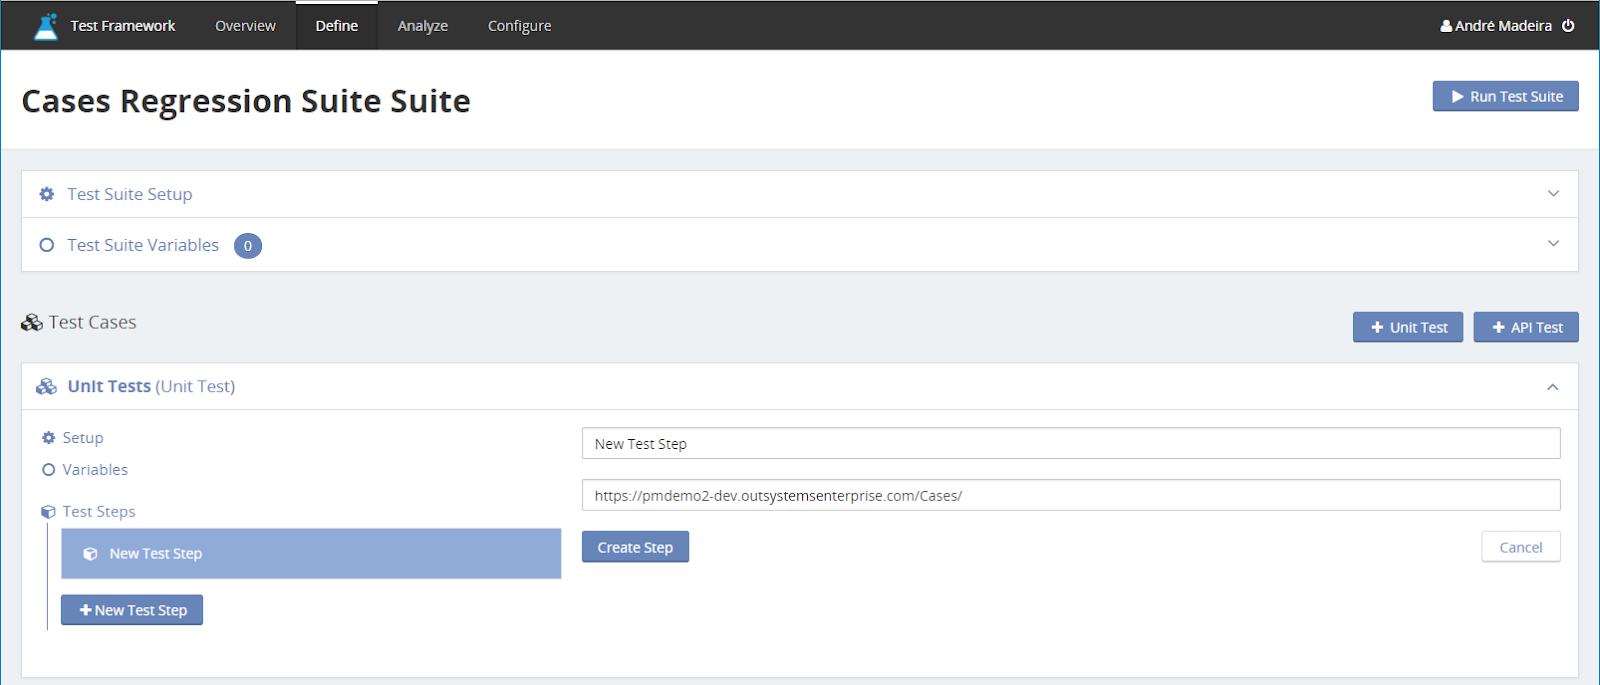 Test Framework Overview Define Analyze Configure André Madeira
Cases Regression Suite Suite
Run Test Suite
Test Suite Setup
Test Suite Variables 0
Test Cases
Unit Test API Test
UnIt Tests (Unit Test)
Setup
New Test Step
Variables
https://pmdemo2-dev.outsystemsenterprise.com/Cases/
Test Steps
New Test Step
Create Step Cancel
New Test Step